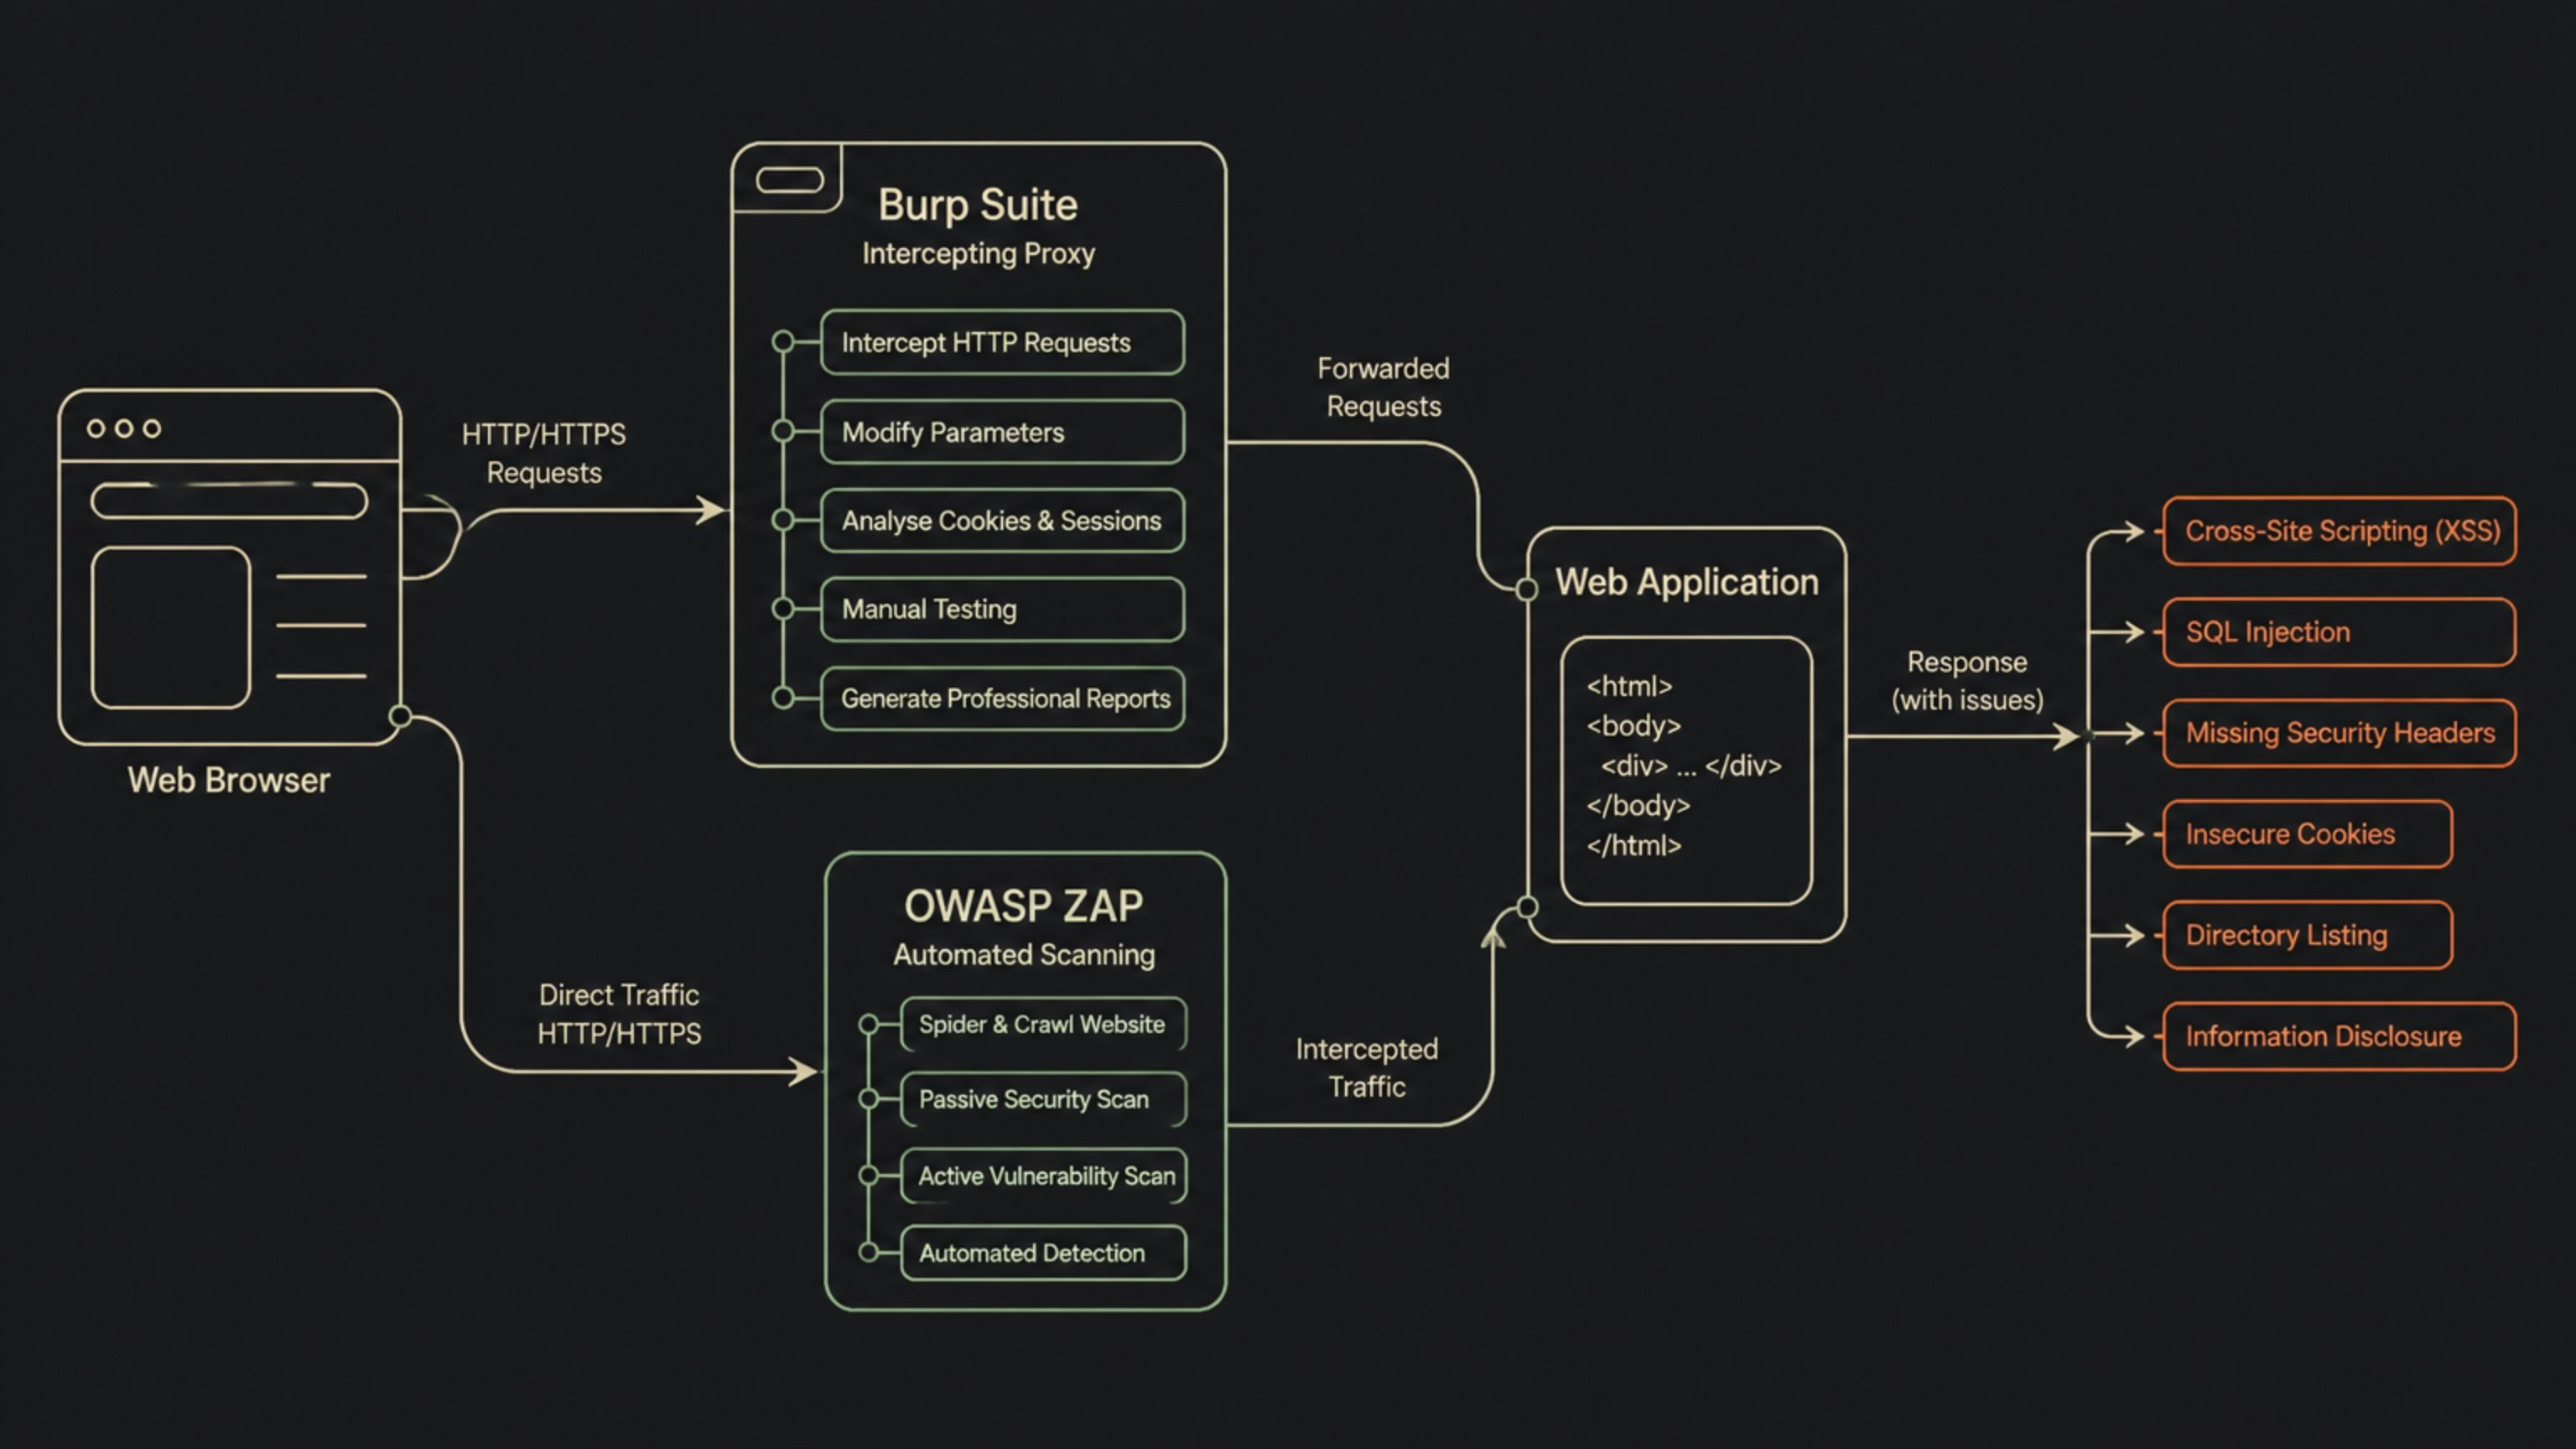 Web Browser
HTTP/HTTPS
Requests
Direct Traffic
HTTP/HTTPS
Burp Suite
Intercepting Proxy
Intercept HTTP Requests
Modify Parameters
Analyse Cookies & Sessions
Manual Testing
Generate Professional Reports
OWASP ZAP
Automated Scanning
Spider & Crawl Website
Passive Security Scan
Active Vulnerability Scan
Automated Detection
Forwarded
Requests
Intercepted
Traffic
Web Application
<html>
<body>
<div> ... </div>
</body>
</html>
Response
(with issues)
Cross-Site Scripting (XSS)
SQL Injection
Missing Security Headers
Insecure Cookies
Directory Listing
Information Disclosure